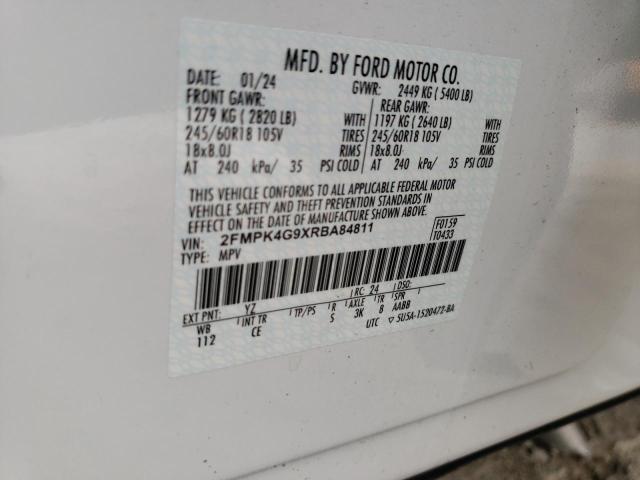 MFD. BY FORD MOTOR CO.
DATE: 01/24 GVWR: 2449 KG ( 5400 LB)
FRONT GAWR: REAR GAWR:
1279 KG ( 2820 LB) WITH 1197 KG ( 2640 LB) WITH
245/60R18 105V TIRES 245/60R18 105V TIRES
18x8.0J RIMS 18x8.0J RIMS
AT 240 kPa/ 35 PSI COLD AT 240 kPa/ 35 PSI COLD
THIS VEHICLE CONFORMS TO ALL APPLICABLE FEDERAL MOTOR
VEHICLE SAFETY AND THEFT PREVENTION STANDARDS IN
EFFECT ON THE DATE OF MANUFACTURE SHOWN ABOVE.
VIN: 2FMPK4G9XRBA84811 F0159
TYPE: MPV T0433
EXT PNT: YZ RC: 24 DSO:
WB INT TR TP/PS R AXLE TR SPR
112 CE 5 3K 8 AABB
UTC ▽ 5U5A-1520472-BA